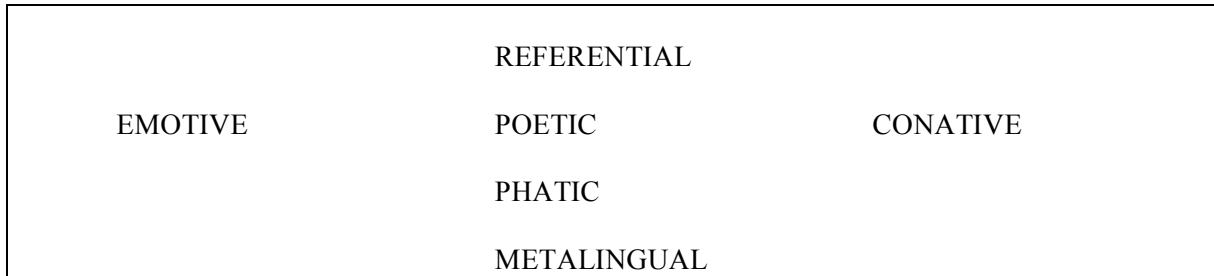 REFERENTIAL
EMOTIVE POETIC CONATIVE
PHATIC
METALINGUAL